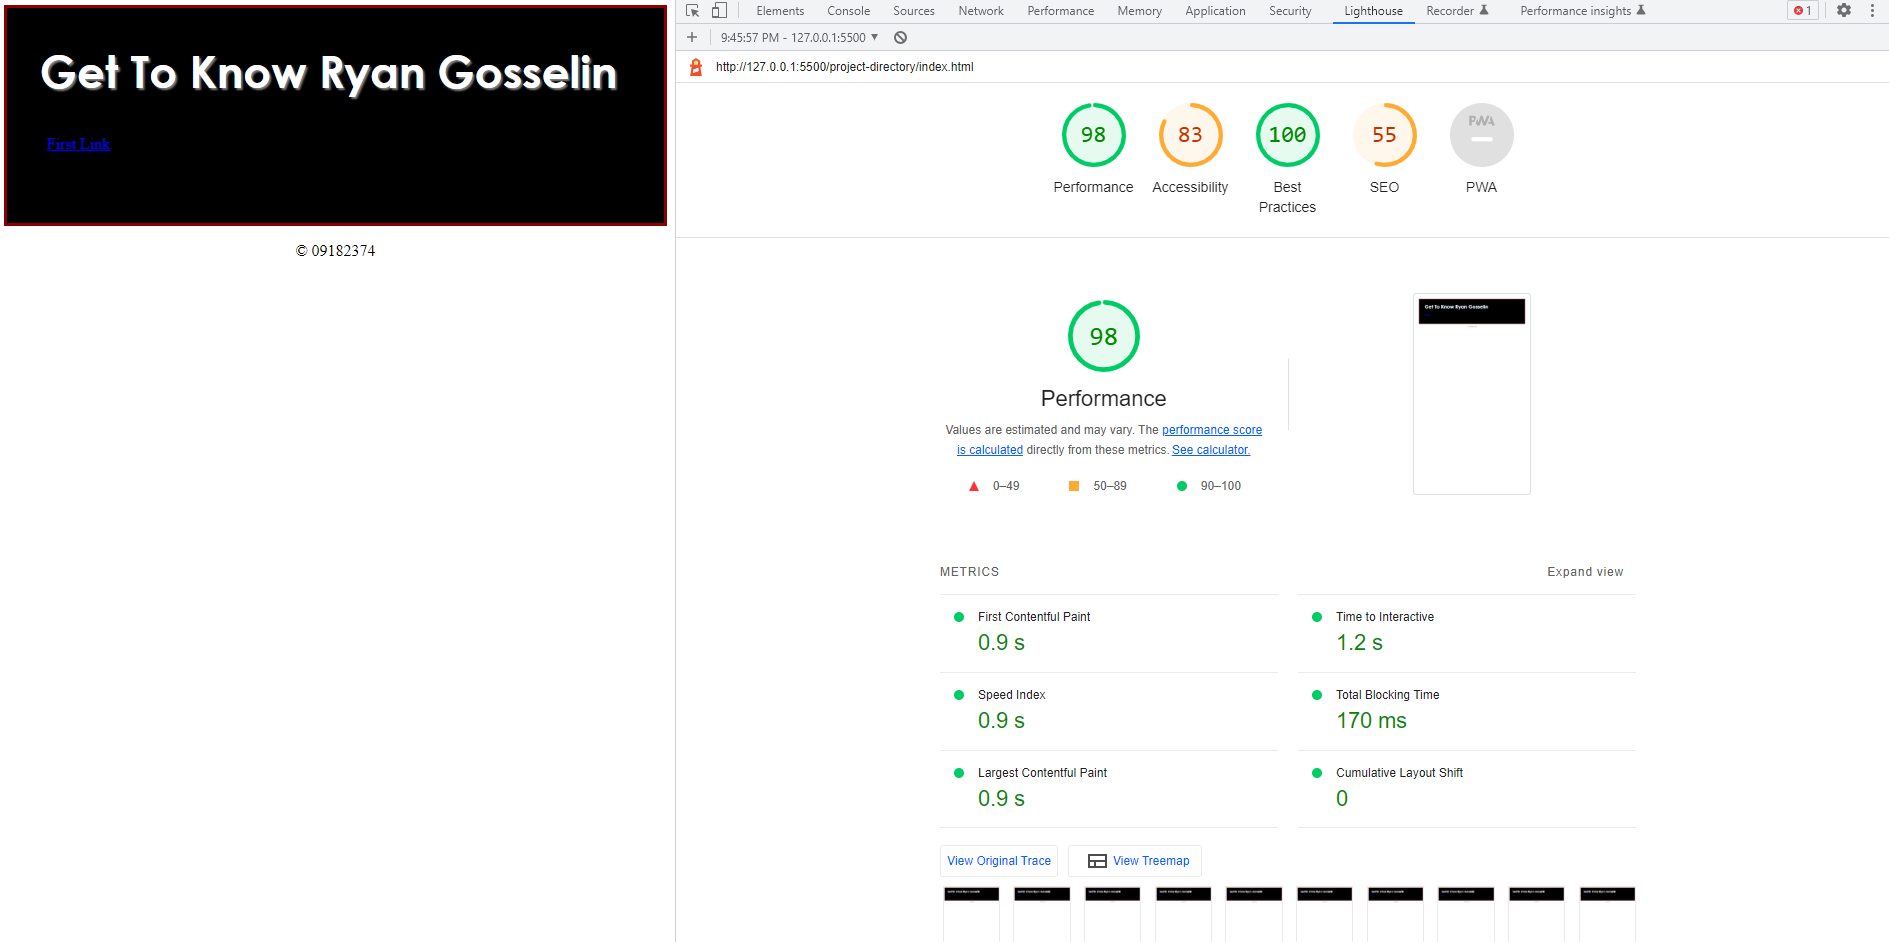 Get To Know Ryan Gosselin
First Link
© 09182374
Elements Console Sources Network Performance Memory Application Security Lighthouse Recorder Performance insights 1
9:45:57 PM - 127.0.0.1:5500
http://127.0.0.1:5500/project-directory/index.html
98 83 100 55 PWA
Performance Accessibility Best Practices SEO PWA
98
Performance
Values are estimated and may vary. The performance score
is calculated directly from these metrics. See calculator.
0–49 50–89 90–100
Get To Know Ryan Gosselin
METRICS Expand view
First Contentful Paint Time to Interactive
0.9 s 1.2 s
Speed Index Total Blocking Time
0.9 s 170 ms
Largest Contentful Paint Cumulative Layout Shift
0.9 s 0
View Original Trace View Treemap